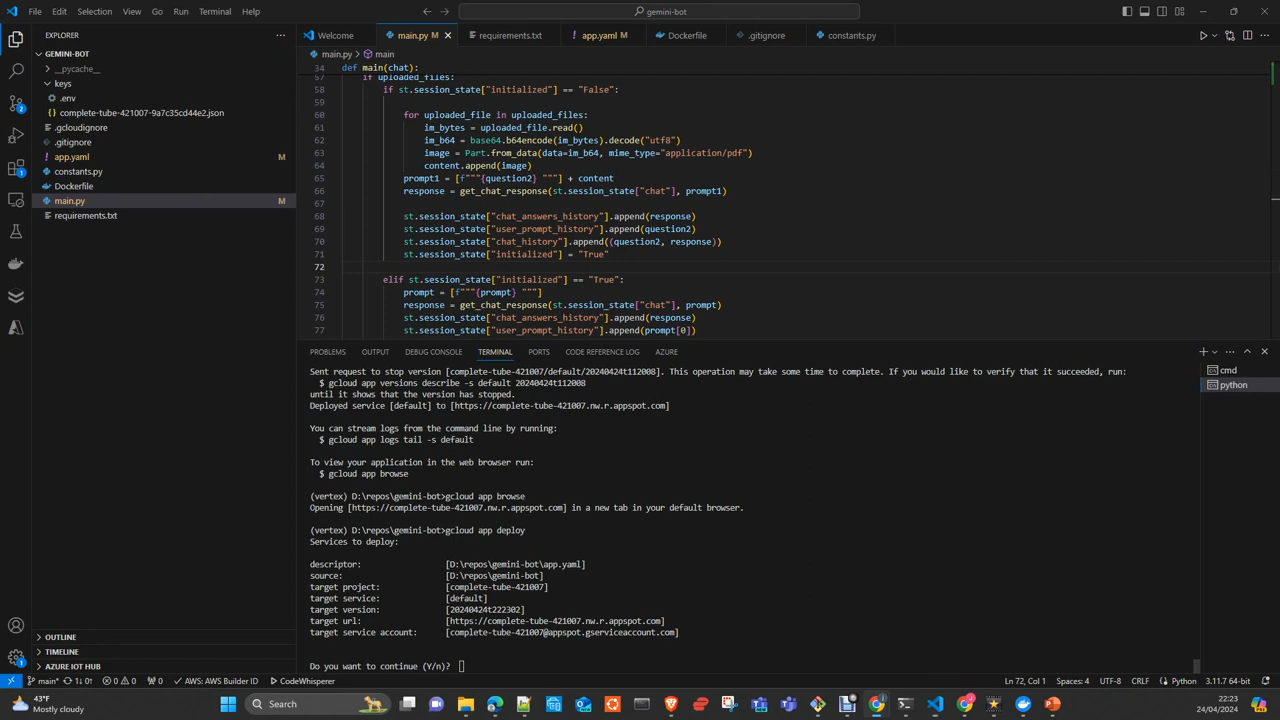 File Edit Selection View Go Run Terminal Help
gemini-bot
EXPLORER
Welcome
main.py M
requirements.txt
app.yaml M
Dockerfile
.gitignore
constants.py
GEMINI-BOT
main.py > main
__pycache__
keys
.env
complete-tube-421007-9a7c35cd44e2.json
.gcloudignore
.gitignore
app.yaml M
constants.py
Dockerfile
main.py M
requirements.txt
34 def main(chat):
57 if uploaded_files:
58 if st.session_state["initialized"] == "False":
59
60 for uploaded_file in uploaded_files:
61 im_bytes = uploaded_file.read()
62 im_b64 = base64.b64encode(im_bytes).decode("utf8")
63 image = Part.from_data(data=im_b64, mime_type="application/pdf")
64 content.append(image)
65 prompt1 = [f"""{question2} """] + content
66 response = get_chat_response(st.session_state["chat"], prompt1)
67
68 st.session_state["chat_answers_history"].append(response)
69 st.session_state["user_prompt_history"].append(question2)
70 st.session_state["chat_history"].append((question2, response))
71 st.session_state["initialized"] = "True"
72
73 elif st.session_state["initialized"] == "True":
74 prompt = [f"""{prompt} """]
75 response = get_chat_response(st.session_state["chat"], prompt)
76 st.session_state["chat_answers_history"].append(response)
77 st.session_state["user_prompt_history"].append(prompt[0])
PROBLEMS OUTPUT DEBUG CONSOLE TERMINAL PORTS CODE REFERENCE LOG AZURE
cmd
python
Sent request to stop version [complete-tube-421007/default/20240424t112008]. This operation may take some time to complete. If you would like to verify that it succeeded, run:
$ gcloud app versions describe -s default 20240424t112008
until it shows that the version has stopped.
Deployed service [default] to [https://complete-tube-421007.nw.r.appspot.com]
You can stream logs from the command line by running:
$ gcloud app logs tail -s default
To view your application in the web browser run:
$ gcloud app browse
(vertex) D:\repos\gemini-bot>gcloud app browse
Opening [https://complete-tube-421007.nw.r.appspot.com] in a new tab in your default browser.
(vertex) D:\repos\gemini-bot>gcloud app deploy
Services to deploy:
descriptor: [D:\repos\gemini-bot\app.yaml]
source: [D:\repos\gemini-bot]
target project: [complete-tube-421007]
target service: [default]
target version: [20240424t222302]
target url: [https://complete-tube-421007.nw.r.appspot.com]
target service account: [complete-tube-421007@appspot.gserviceaccount.com]
Do you want to continue (Y/n)?
OUTLINE
TIMELINE
AZURE IOT HUB
main* 1↓ 0↑ 0 0 0 AWS: AWS Builder ID CodeWhisperer Ln 72, Col 1 Spaces: 4 UTF-8 CRLF Python 3.11.7 64-bit
43°F
Mostly cloudy
Search
22:23
24/04/2024